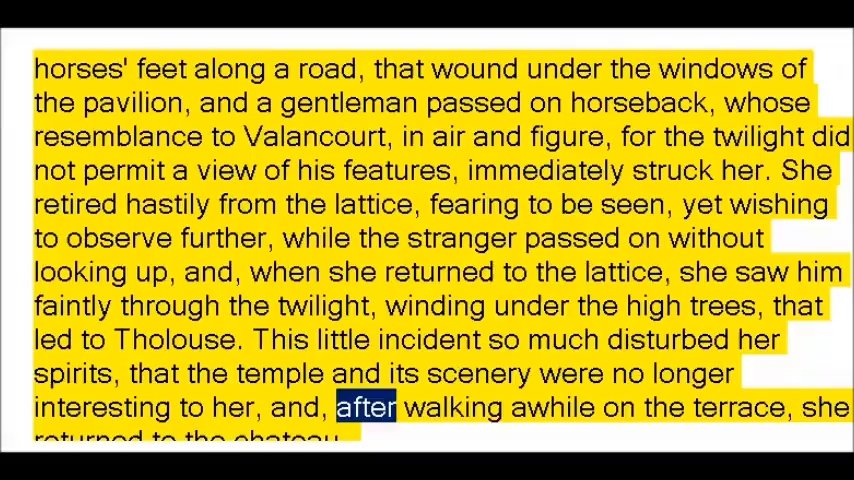 horses' feet along a road, that wound under the windows of
the pavilion, and a gentleman passed on horseback, whose
resemblance to Valancourt, in air and figure, for the twilight did
not permit a view of his features, immediately struck her. She
retired hastily from the lattice, fearing to be seen, yet wishing
to observe further, while the stranger passed on without
looking up, and, when she returned to the lattice, she saw him
faintly through the twilight, winding under the high trees, that
led to Tholouse. This little incident so much disturbed her
spirits, that the temple and its scenery were no longer
interesting to her, and, after walking awhile on the terrace, she
returned to the chateau.